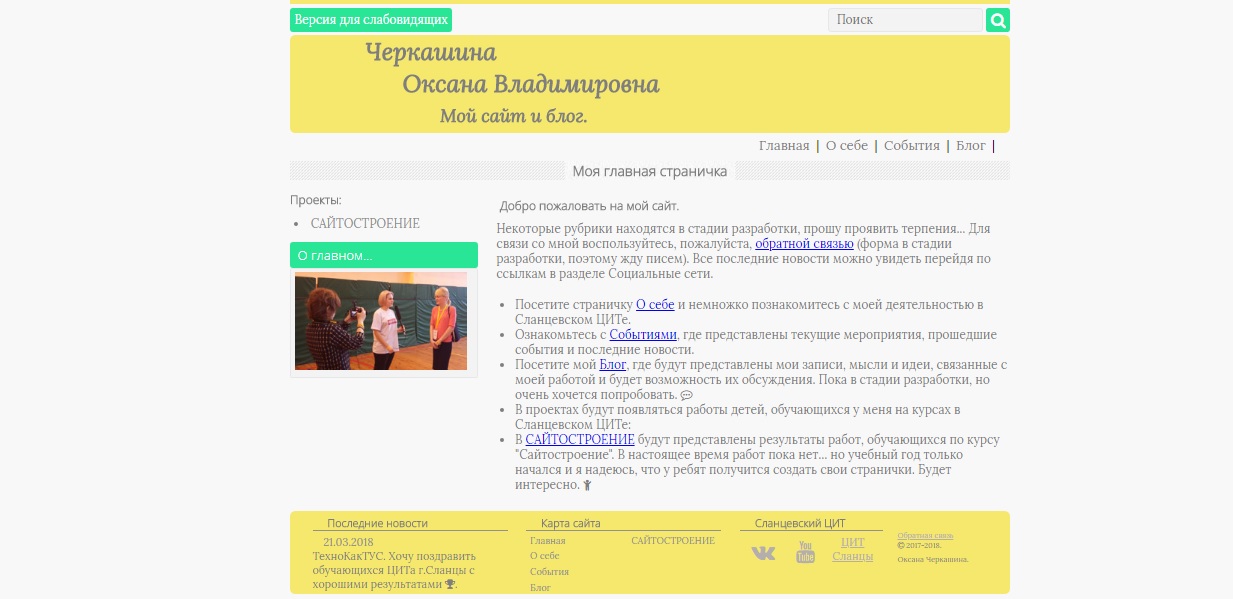 Версия для слабовидящих
Поиск
Черкашина
Оксана Владимировна
Мой сайт и блог.
Главная | О себе | События | Блог |
Моя главная страничка
Проекты:
• САЙТОСТРОЕНИЕ
О главном...
Добро пожаловать на мой сайт.
Некоторые рубрики находятся в стадии разработки, прошу проявить терпения... Для
связи со мной воспользуйтесь, пожалуйста, обратной связью (форма в стадии
разработки, поэтому жду писем). Все последние новости можно увидеть перейдя по
ссылкам в разделе Социальные сети.
• Посетите страничку О себе и немножко познакомитесь с моей деятельностью в
Сланцевском ЦИТе.
• Ознакомьтесь с Событиями, где представлены текущие мероприятия, прошедшие
события и последние новости.
• Посетите мой Блог, где будут представлены мои записи, мысли и идеи, связанные с
моей работой и будет возможность их обсуждения. Пока в стадии разработки, но
очень хочется попробовать.
• В проектах будут появляться работы детей, обучающихся у меня на курсах в
Сланцевском ЦИТе:
• В САЙТОСТРОЕНИЕ будут представлены результаты работ, обучающихся по курсу
"Сайтостроение". В настоящее время работ пока нет... но учебный год только
начался и я надеюсь, что у ребят получится создать свои странички. Будет
интересно.
Последние новости
21.03.2018
ТехноКакТУС. Хочу поздравить
обучающихся ЦИТа г.Сланцы с
хорошими результатами .
Карта сайта
Главная
О себе
События
Блог
САЙТОСТРОЕНИЕ
Сланцевский ЦИТ
You
Tube
ЦИТ
Сланцы
Обратная связь
© 2017-2018.
Оксана Черкашина.